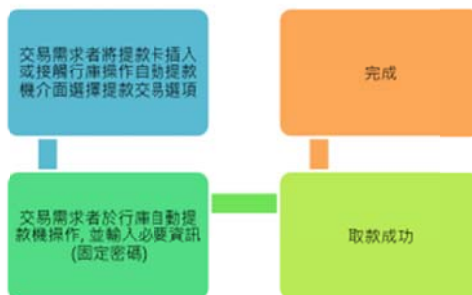 交易需求者將提款卡插入
或接觸行庫操作自動提款
機介面選擇提款交易選項
交易需求者於行庫自動提
款機操作, 並輸入必要資訊
(固定密碼)
取款成功
完成